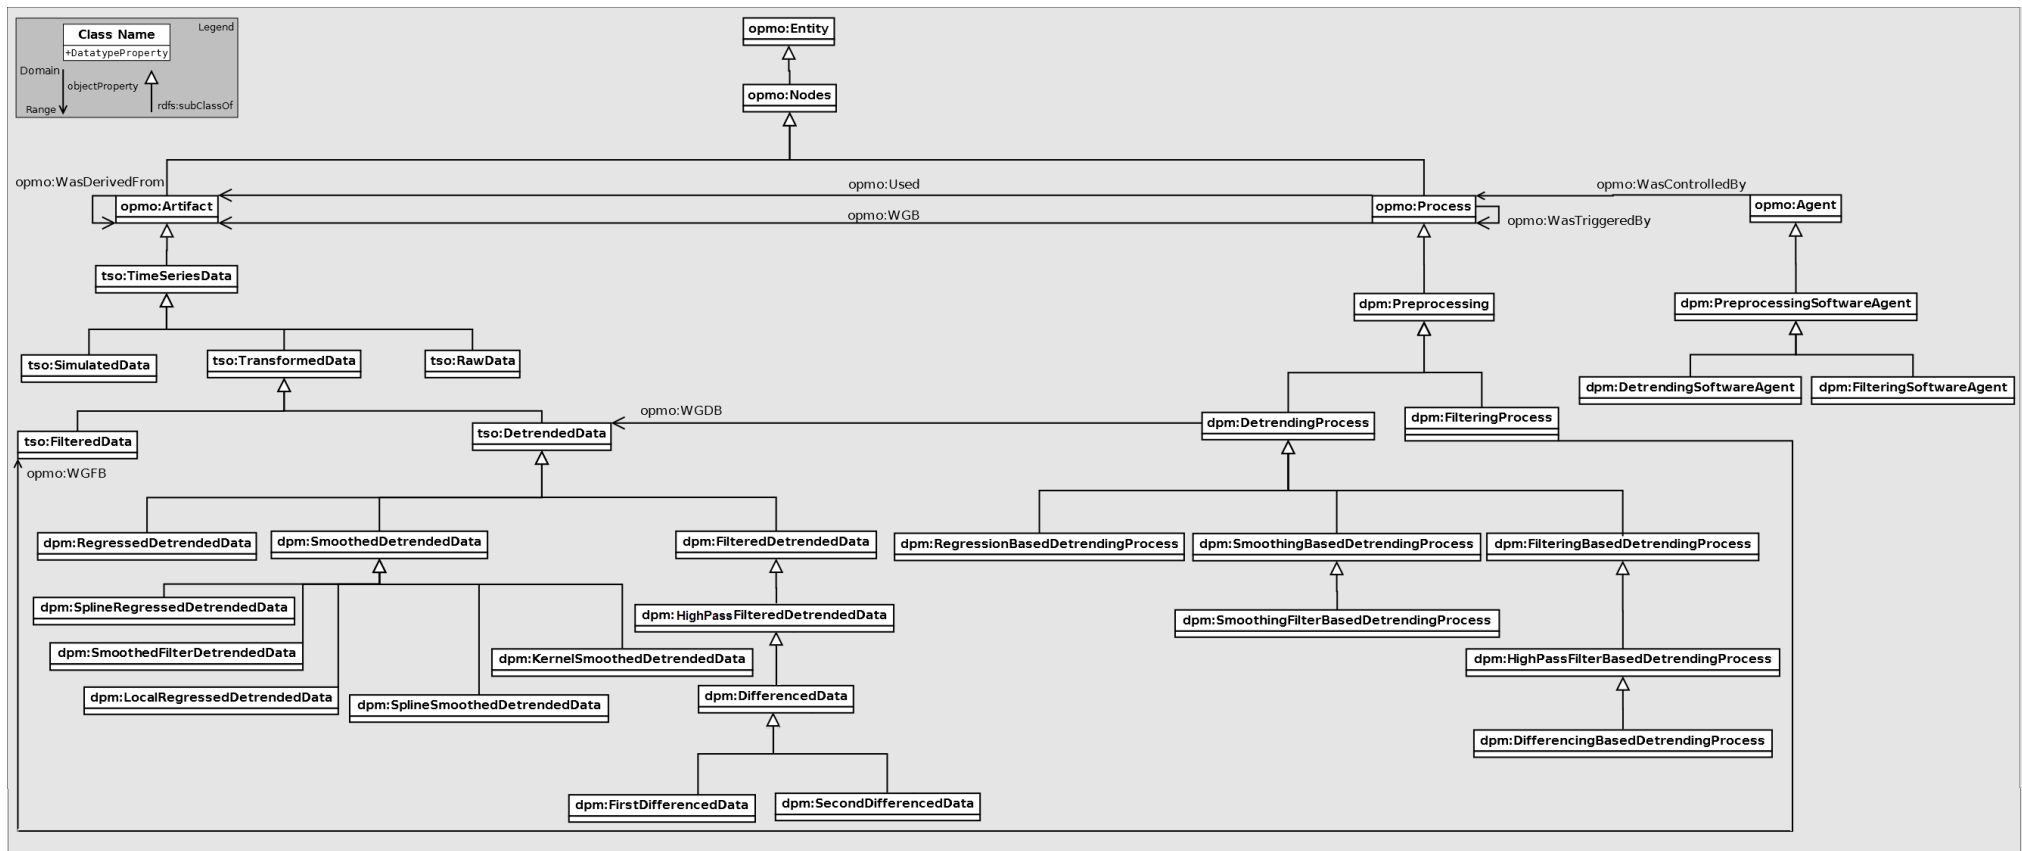 Legend
Class Name
+DatatypeProperty
Domain
objectProperty
Range
rdfs:subClassOf
opmo:Entity
opmo:Nodes
opmo:WasDerivedFrom
opmo:Used
opmo:WasControlledBy
opmo:Artifact
opmo:WGB
opmo:Process
opmo:WasTriggeredBy
opmo:Agent
tso:TimeSeriesData
dpm:Preprocessing
dpm:PreprocessingSoftwareAgent
tso:SimulatedData
tso:TransformedData
tso:RawData
dpm:DetrendingSoftwareAgent
dpm:FilteringSoftwareAgent
opmo:WGDB
tso:FilteredData
tso:DetrendedData
dpm:DetrendingProcess
dpm:FilteringProcess
opmo:WGFB
dpm:RegressedDetrendedData
dpm:SmoothedDetrendedData
dpm:FilteredDetrendedData
dpm:RegressionBasedDetrendingProcess
dpm:SmoothingBasedDetrendingProcess
dpm:FilteringBasedDetrendingProcess
dpm:SplineRegressedDetrendedData
dpm:HighPassFilteredDetrendedData
dpm:SmoothingFilterBasedDetrendingProcess
dpm:SmoothedFilterDetrendedData
dpm:KernelSmoothedDetrendedData
dpm:HighPassFilterBasedDetrendingProcess
dpm:LocalRegressedDetrendedData
dpm:SplineSmoothedDetrendedData
dpm:DifferencedData
dpm:DifferencingBasedDetrendingProcess
dpm:FirstDifferencedData
dpm:SecondDifferencedData